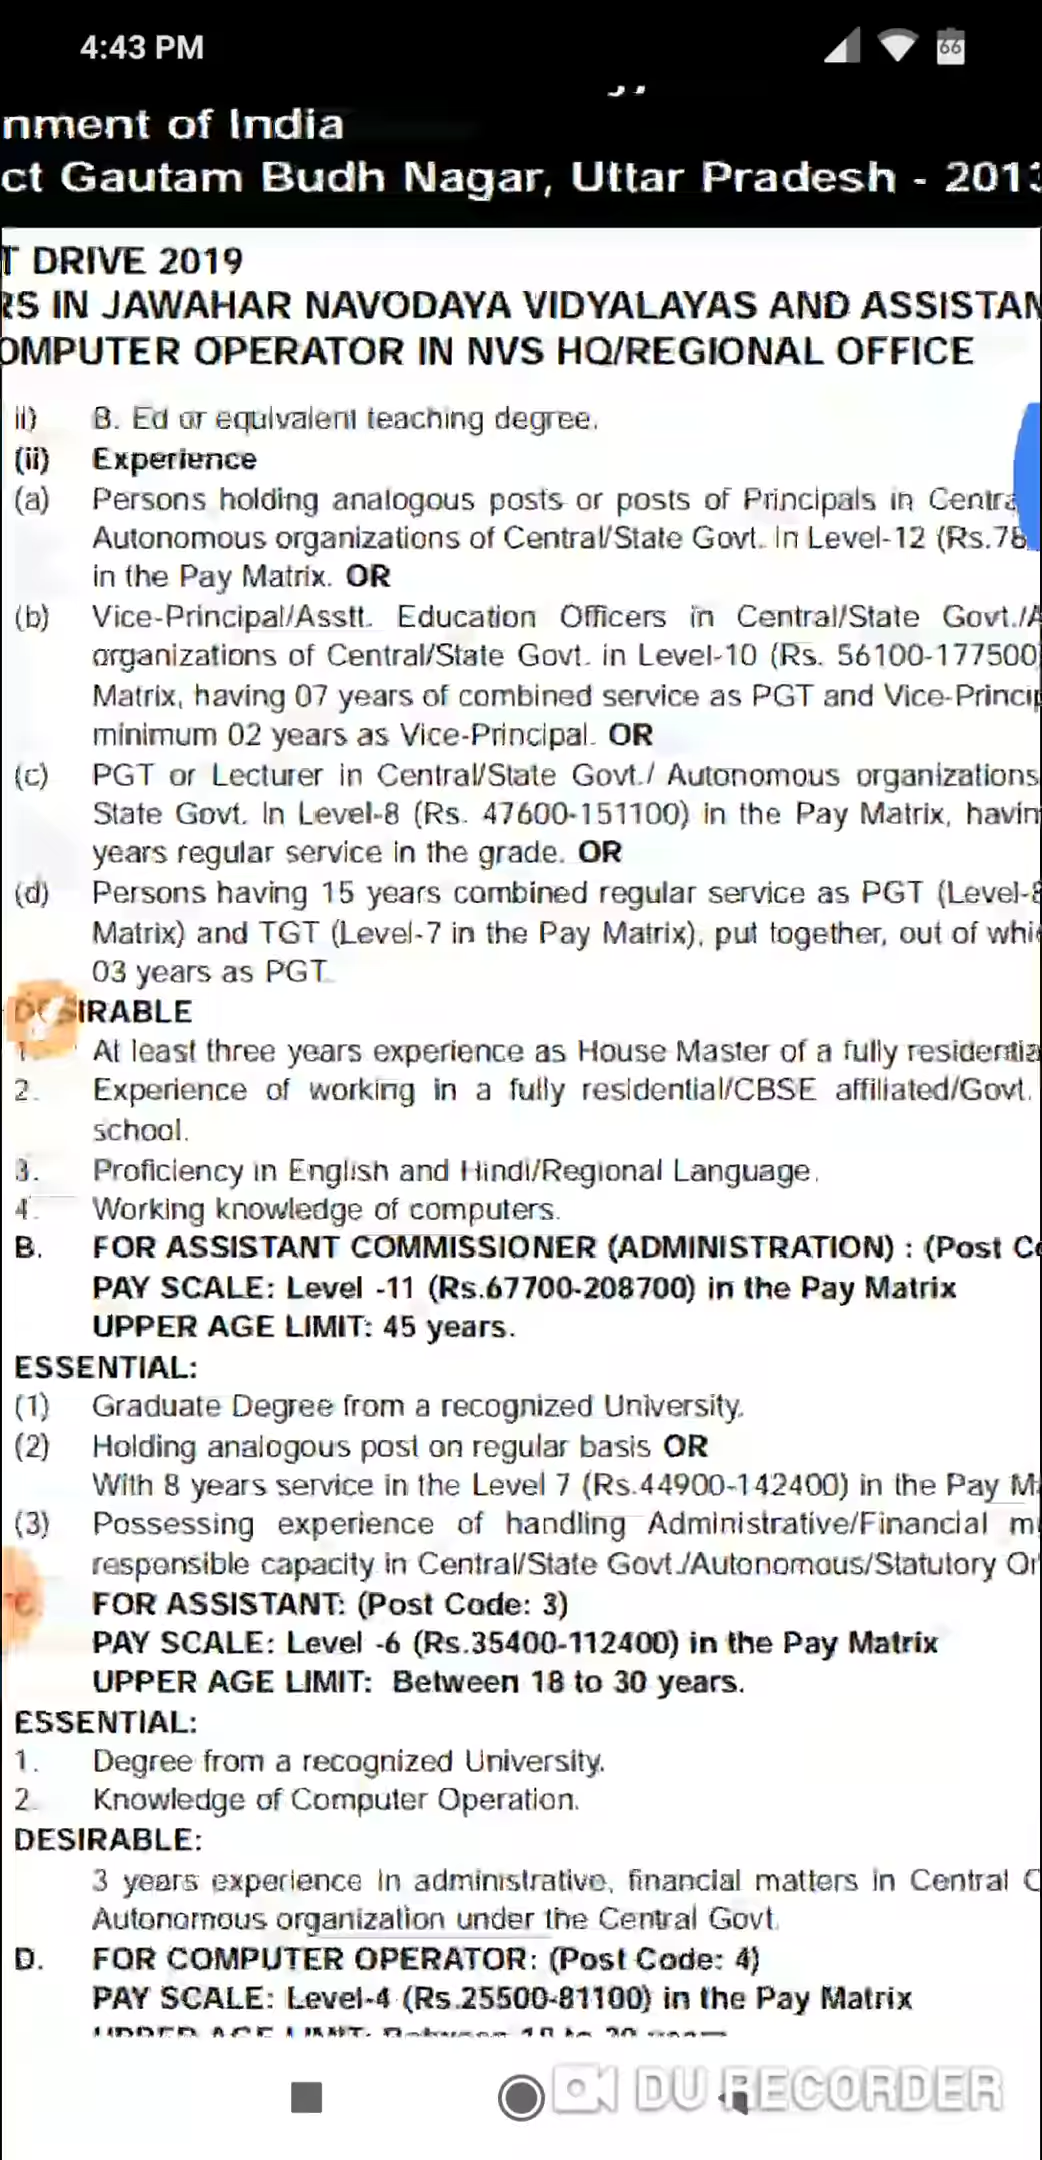 4:43 PM
66
nment of India
ct Gautam Budh Nagar, Uttar Pradesh - 2013
T DRIVE 2019
RS IN JAWAHAR NAVODAYA VIDYALAYAS AND ASSISTAN
OMPUTER OPERATOR IN NVS HQ/REGIONAL OFFICE
ii) B. Ed or equivalent teaching degree.
(ii) Experience
(a) Persons holding analogous posts or posts of Principals in Centra
Autonomous organizations of Central/State Govt. in Level-12 (Rs.78
in the Pay Matrix. OR
(b) Vice-Principal/Asstt. Education Officers in Central/State Govt./A
organizations of Central/State Govt. in Level-10 (Rs. 56100-177500)
Matrix, having 07 years of combined service as PGT and Vice-Princip
minimum 02 years as Vice-Principal. OR
(c) PGT or Lecturer in Central/State Govt./ Autonomous organizations
State Govt. In Level-8 (Rs. 47600-151100) in the Pay Matrix, havin
years regular service in the grade. OR
(d) Persons having 15 years combined regular service as PGT (Level-8
Matrix) and TGT (Level-7 in the Pay Matrix), put together, out of whi
03 years as PGT.
DESIRABLE
1. At least three years experience as House Master of a fully residentia
2. Experience of working in a fully residential/CBSE affiliated/Govt.
school.
3. Proficiency in English and Hindi/Regional Language.
4. Working knowledge of computers.
B. FOR ASSISTANT COMMISSIONER (ADMINISTRATION) : (Post Co
PAY SCALE: Level -11 (Rs.67700-208700) in the Pay Matrix
UPPER AGE LIMIT: 45 years.
ESSENTIAL:
(1) Graduate Degree from a recognized University.
(2) Holding analogous post on regular basis OR
With 8 years service in the Level 7 (Rs.44900-142400) in the Pay Ma
(3) Possessing experience of handling Administrative/Financial m
responsible capacity in Central/State Govt./Autonomous/Statutory Or
C. FOR ASSISTANT: (Post Code: 3)
PAY SCALE: Level -6 (Rs.35400-112400) in the Pay Matrix
UPPER AGE LIMIT: Between 18 to 30 years.
ESSENTIAL:
1. Degree from a recognized University.
2. Knowledge of Computer Operation.
DESIRABLE:
3 years experience in administrative, financial matters in Central G
Autonomous organization under the Central Govt.
D. FOR COMPUTER OPERATOR: (Post Code: 4)
PAY SCALE: Level-4 (Rs.25500-81100) in the Pay Matrix
UPPER AGE LIMIT: Between 18 to 30 years
DU RECORDER